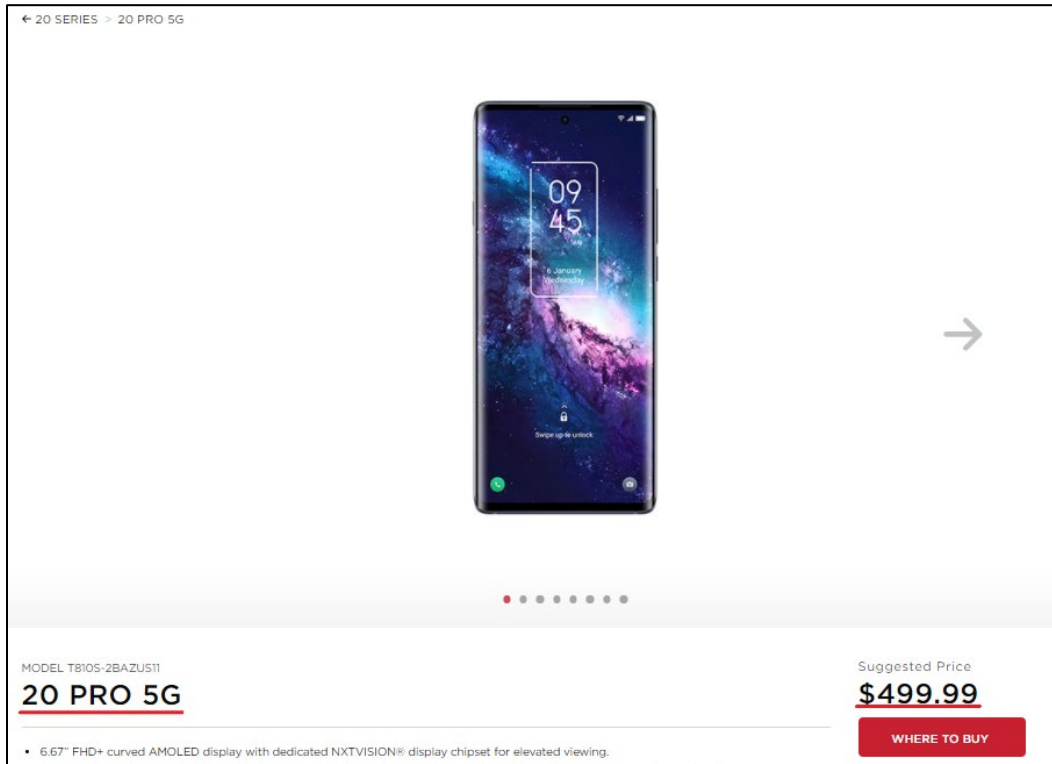 ← 20 SERIES > 20 PRO 5G
09
45
6 January
Wednesday
Swipe up to unlock
MODEL T810S-2BAZUS11
20 PRO 5G
Suggested Price
$499.99
WHERE TO BUY
• 6.67" FHD+ curved AMOLED display with dedicated NXTVISION® display chipset for elevated viewing.